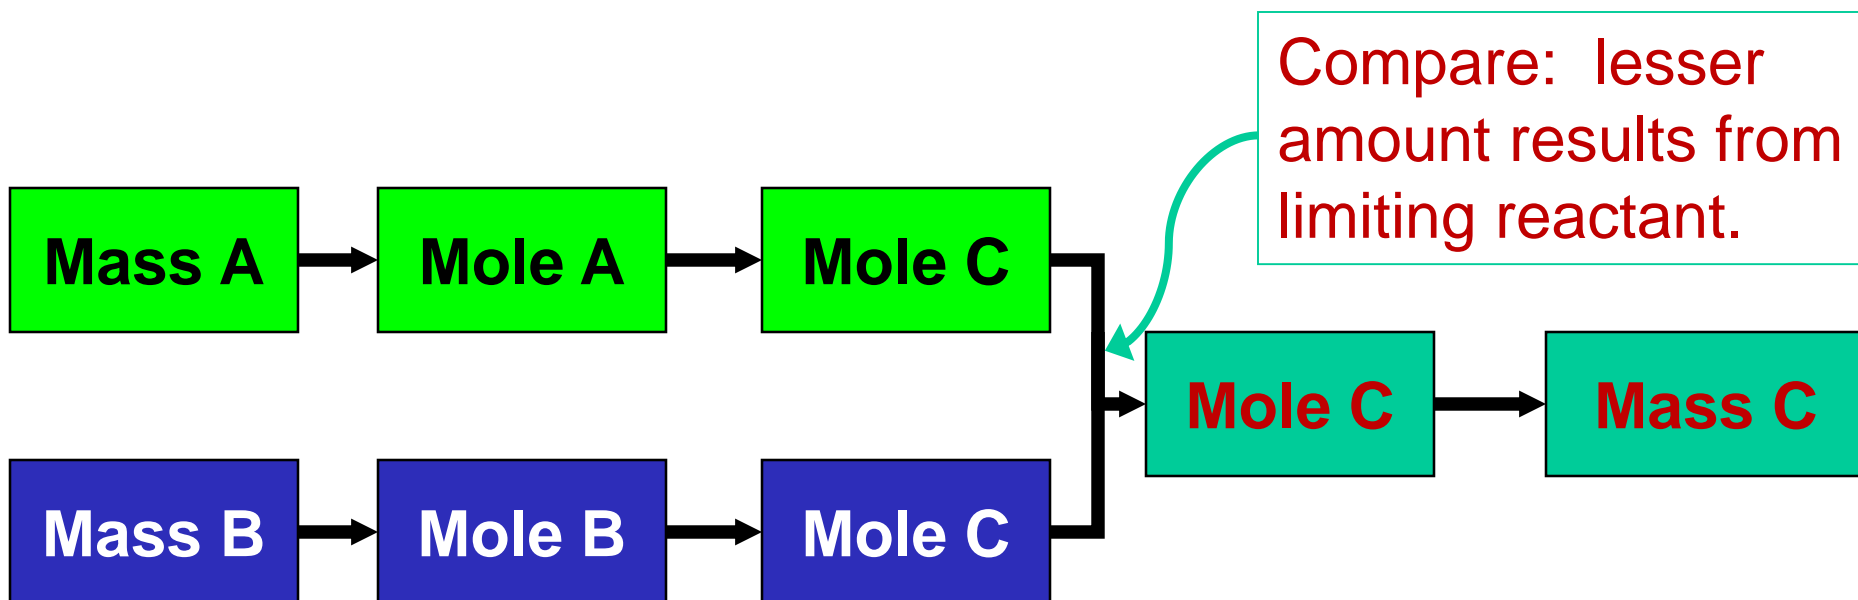 Compare: lesser
amount results from
limiting reactant.
Mass A
Mole A
Mole C
Mole C
Mass C
Mass B
Mole B
Mole C